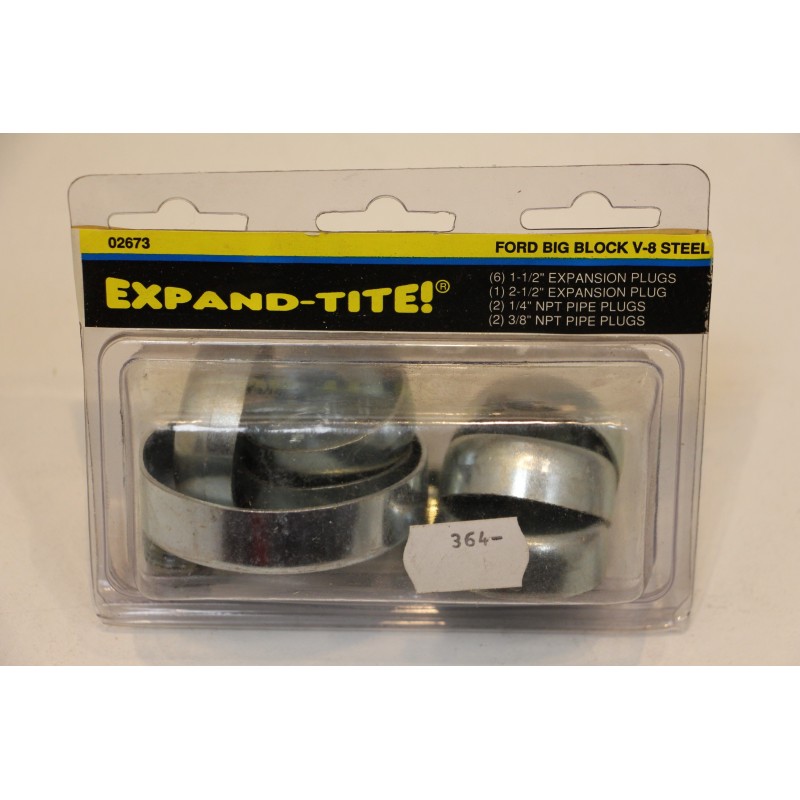 02673
FORD BIG BLOCK V-8 STEEL
EXPAND-TITE!®
(6) 1-1/2" EXPANSION PLUGS
(1) 2-1/2" EXPANSION PLUG
(2) 1/4" NPT PIPE PLUGS
(2) 3/8" NPT PIPE PLUGS
364-